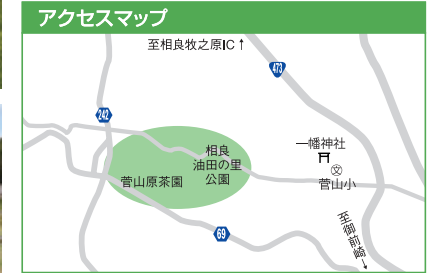 アクセスマップ
至相良牧之原IC↑
473
242
相良
油田の里
公園
一幡神社
文
菅山小
菅山原茶園
69
至御前崎↓